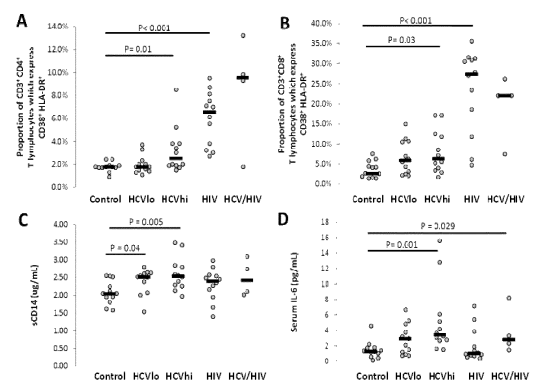 A
Proportion of CD3⁺ CD4⁺
T lymphocytes which express
CD38⁺ HLA-DR⁺
14.0%
12.0%
10.0%
8.0%
6.0%
4.0%
2.0%
0.0%
P< 0.001
P = 0.01
Control HCVlo HCVhi HIV HCV/HIV
B
Proportion of CD3⁺CD8⁺
T lymphocytes which express
CD38⁺ HLA-DR⁺
40.0%
35.0%
30.0%
25.0%
20.0%
15.0%
10.0%
5.0%
0.0%
P <0.001
P = 0.03
Control HCVlo HCVhi HIV HCV/HIV
C
sCD14 [ug/mL]
4.00
3.50
3.00
2.50
2.00
1.50
1.00
0.50
0.00
P = 0.005
P = 0.04
Control HCVlo HCVhi HIV HCV/HIV
D
Serum IL-6 [pg/mL]
16
14
12
10
8
6
4
2
0
P = 0.029
P = 0.001
Control HCVlo HCVhi HIV HCV/HIV